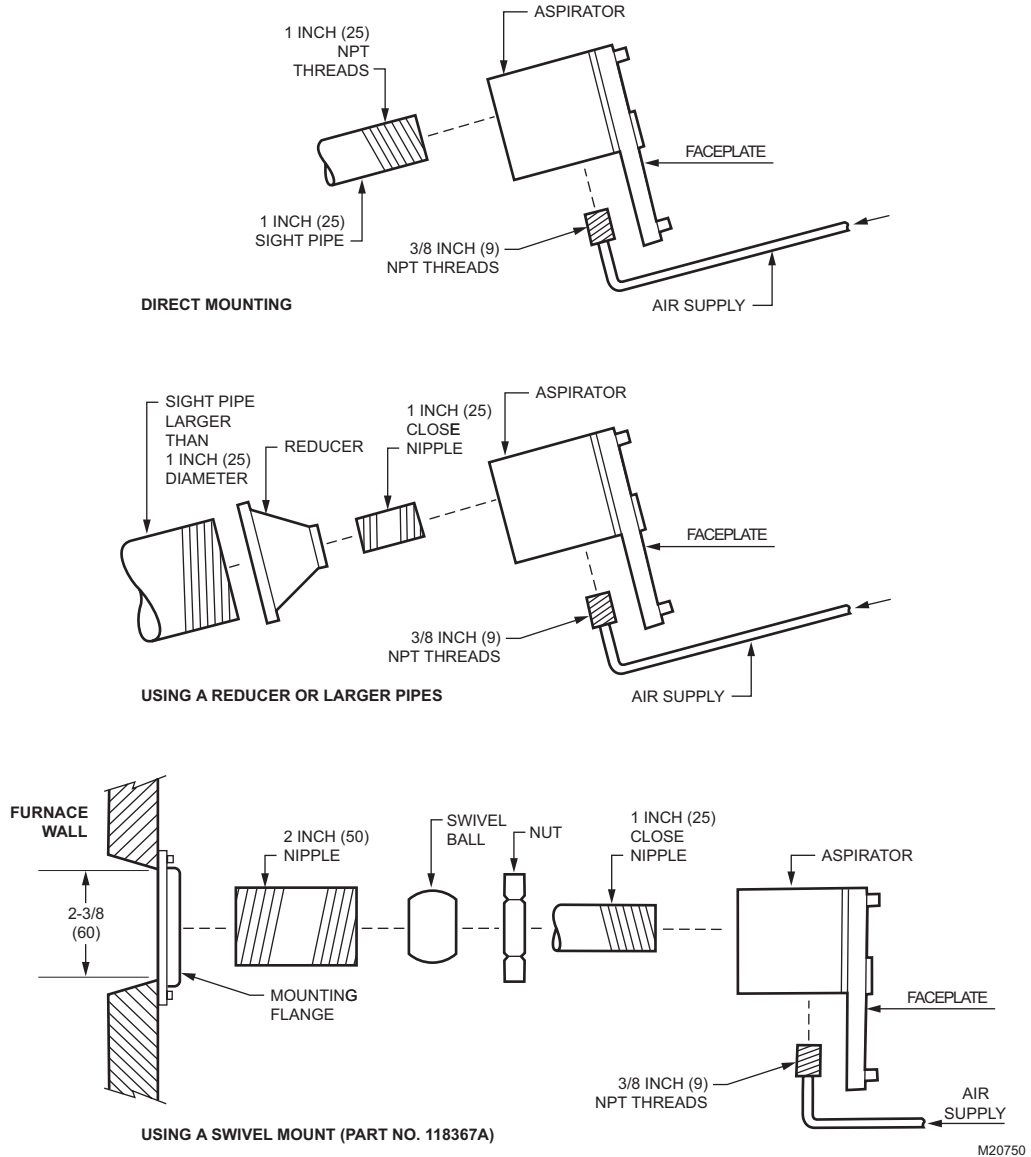 ASPIRATOR
1 INCH (25)
NPT
THREADS
FACEPLATE
1 INCH (25)
SIGHT PIPE
3/8 INCH (9)
NPT THREADS
AIR SUPPLY
DIRECT MOUNTING
SIGHT PIPE
LARGER
THAN
1 INCH (25)
DIAMETER
REDUCER
1 INCH (25)
CLOSE
NIPPLE
ASPIRATOR
FACEPLATE
3/8 INCH (9)
NPT THREADS
AIR SUPPLY
USING A REDUCER OR LARGER PIPES
FURNACE
WALL
2-3/8
(60)
2 INCH (50)
NIPPLE
SWIVEL
BALL
NUT
1 INCH (25)
CLOSE
NIPPLE
ASPIRATOR
MOUNTING
FLANGE
FACEPLATE
3/8 INCH (9)
NPT THREADS
AIR
SUPPLY
USING A SWIVEL MOUNT (PART NO. 118367A)
M20750